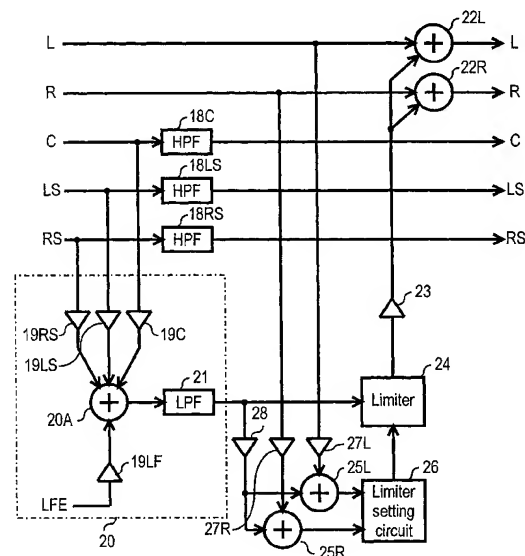 22L
L
L
22R
R
R
18C
C
HPF
C
18LS
LS
HPF
LS
18RS
RS
HPF
RS
23
19RS
19C
19LS
24
21
20A
LPF
28
Limiter
27L
19LF
26
25L
LFE
27R
Limiter
setting
circuit
20
25R